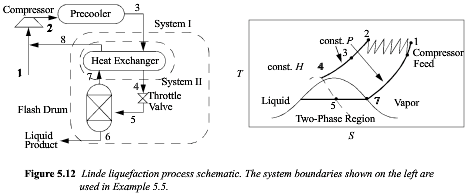 Compressor
Precooler
3
2
System I
8
Heat Exchanger
1
7
System II
4
Throttle
Valve
Flash Drum
5
Liquid
Product
6
const. P
2
1
3
const. H
4
Compressor
Feed
T
Liquid
5
7
Vapor
Two-Phase Region
S
Figure 5.12 Linde liquefaction process schematic. The system boundaries shown on the left are
used in Example 5.5.